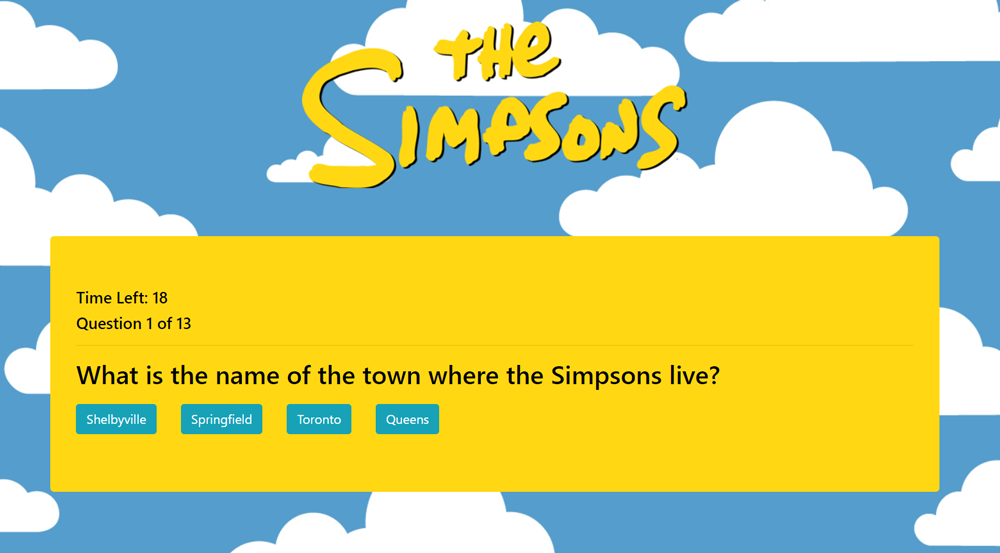 the
Simpsons
Time Left: 18
Question 1 of 13
What is the name of the town where the Simpsons live?
Shelbyville Springfield Toronto Queens